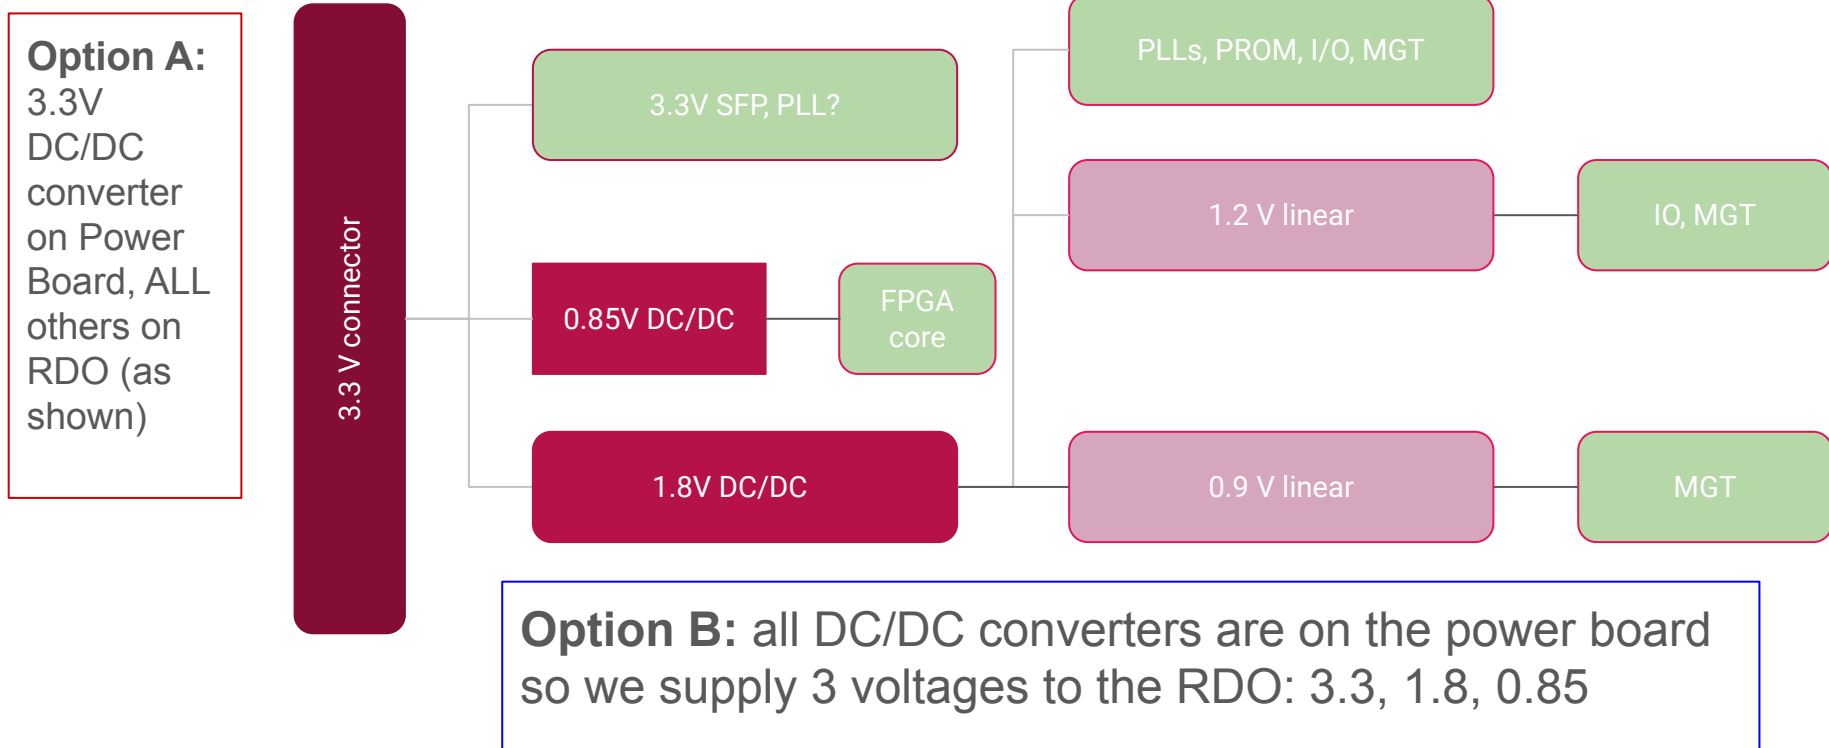 Option A:
3.3V
DC/DC
converter
on Power
Board, ALL
others on
RDO (as
shown)
3.3 V connector
3.3V SFP, PLL?
0.85V DC/DC
FPGA
core
1.8V DC/DC
PLLs, PROM, I/O, MGT
1.2 V linear
IO, MGT
0.9 V linear
MGT
Option B: all DC/DC converters are on the power board
so we supply 3 voltages to the RDO: 3.3, 1.8, 0.85